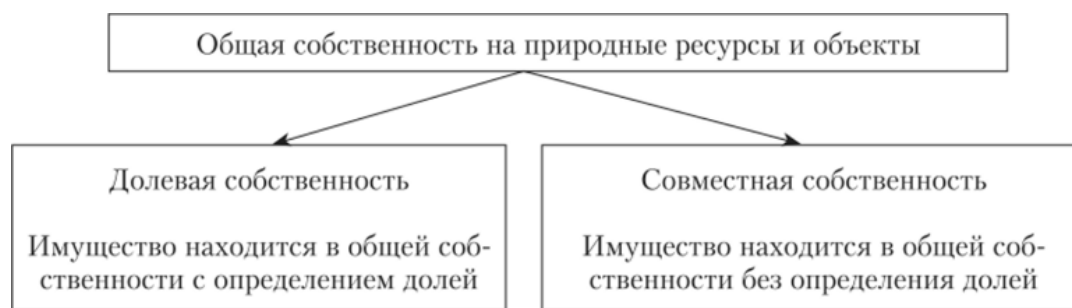 Общая собственность на природные ресурсы и объекты
Долевая собственность
Имущество находится в общей соб-
ственности с определением долей
Совместная собственность
Имущество находится в общей соб-
ственности без определения долей